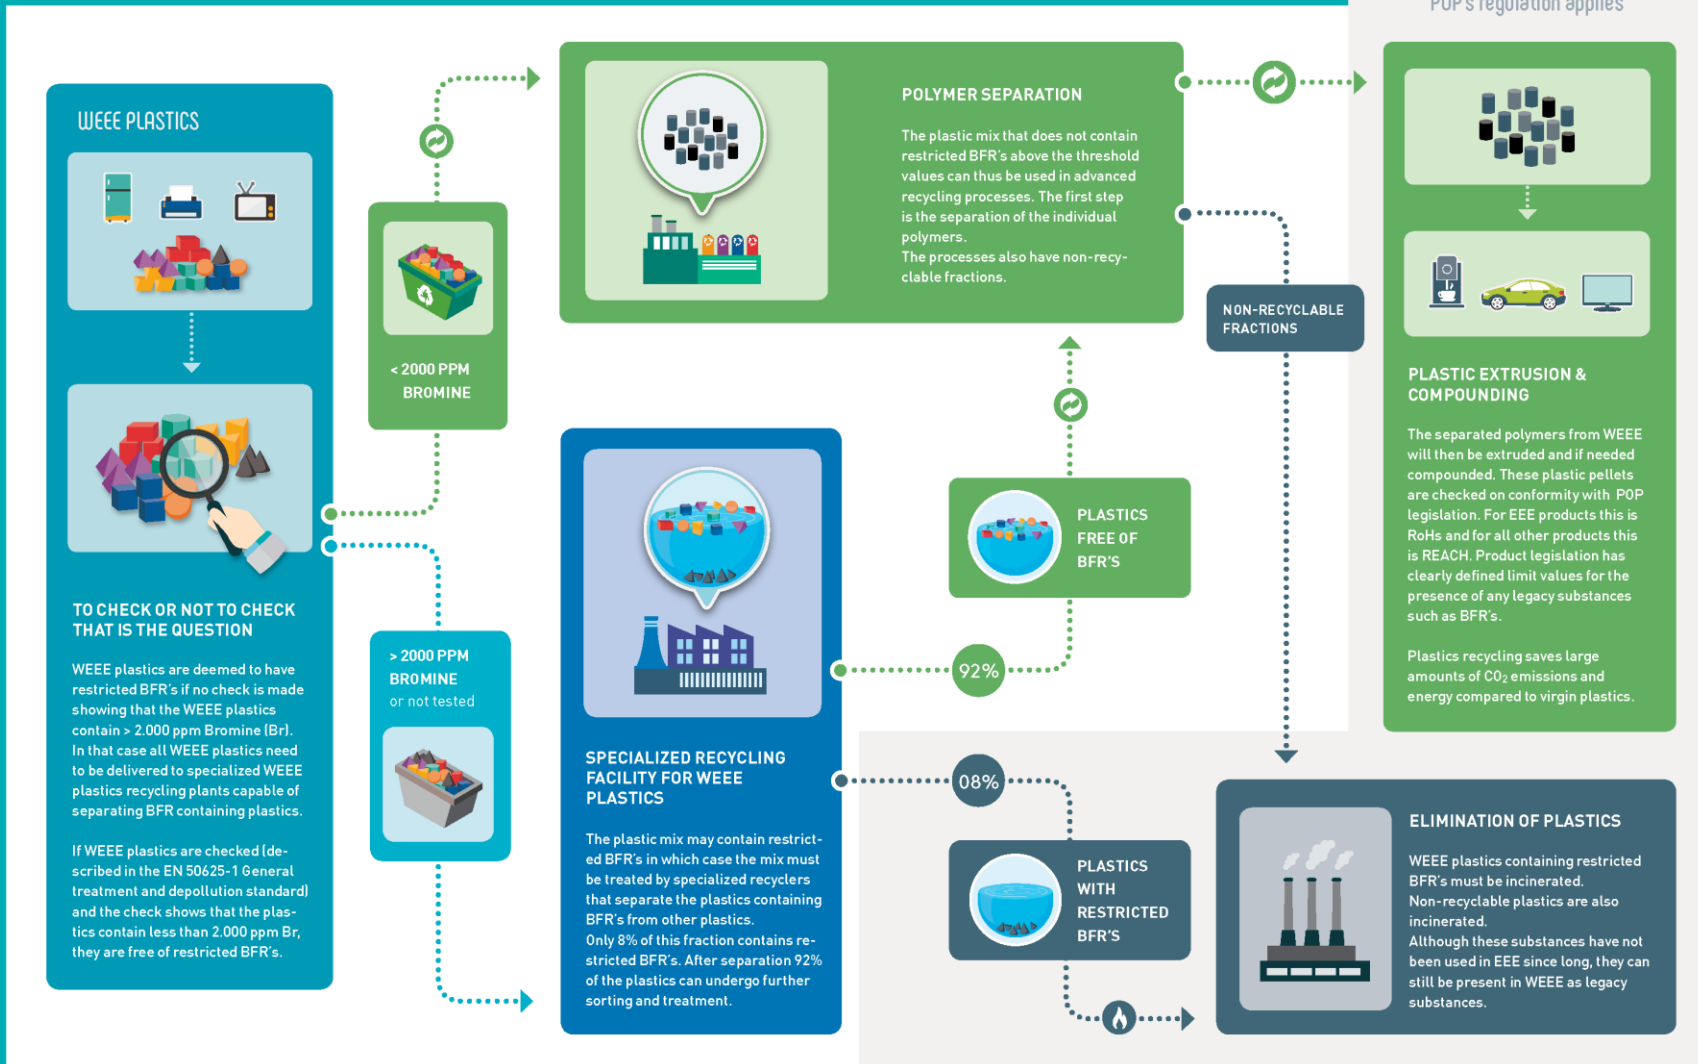 POP's regulation applies
WEEE PLASTICS
TO CHECK OR NOT TO CHECK
THAT IS THE QUESTION
WEEE plastics are deemed to have
restricted BFR's if no check is made
showing that the WEEE plastics
contain > 2.000 ppm Bromine (Br).
In that case all WEEE plastics need
to be delivered to specialized WEEE
plastics recycling plants capable of
separating BFR containing plastics.
If WEEE plastics are checked (de-
scribed in the EN 50625-1 General
treatment and depollution standard)
and the check shows that the plas-
tics contain less than 2.000 ppm Br,
they are free of restricted BFR's.
< 2000 PPM
BROMINE
> 2000 PPM
BROMINE
or not tested
POLYMER SEPARATION
The plastic mix that does not contain
restricted BFR's above the threshold
values can thus be used in advanced
recycling processes. The first step
is the separation of the individual
polymers.
The processes also have non-recy-
clable fractions.
SPECIALIZED RECYCLING
FACILITY FOR WEEE
PLASTICS
The plastic mix may contain restrict-
ed BFR's in which case the mix must
be treated by specialized recyclers
that separate the plastics containing
BFR's from other plastics.
Only 8% of this fraction contains re-
stricted BFR's. After separation 92%
of the plastics can undergo further
sorting and treatment.
PLASTICS
FREE OF
BFR'S
92%
08%
PLASTICS
WITH
RESTRICTED
BFR'S
NON-RECYCLABLE
FRACTIONS
PLASTIC EXTRUSION &
COMPOUNDING
The separated polymers from WEEE
will then be extruded and if needed
compounded. These plastic pellets
are checked on conformity with POP
legislation. For EEE products this is
RoHs and for all other products this
is REACH. Product legislation has
clearly defined limit values for the
presence of any legacy substances
such as BFR's.
Plastics recycling saves large
amounts of CO₂ emissions and
energy compared to virgin plastics.
ELIMINATION OF PLASTICS
WEEE plastics containing restricted
BFR's must be incinerated.
Non-recyclable plastics are also
incinerated.
Although these substances have not
been used in EEE since long, they can
still be present in WEEE as legacy
substances.